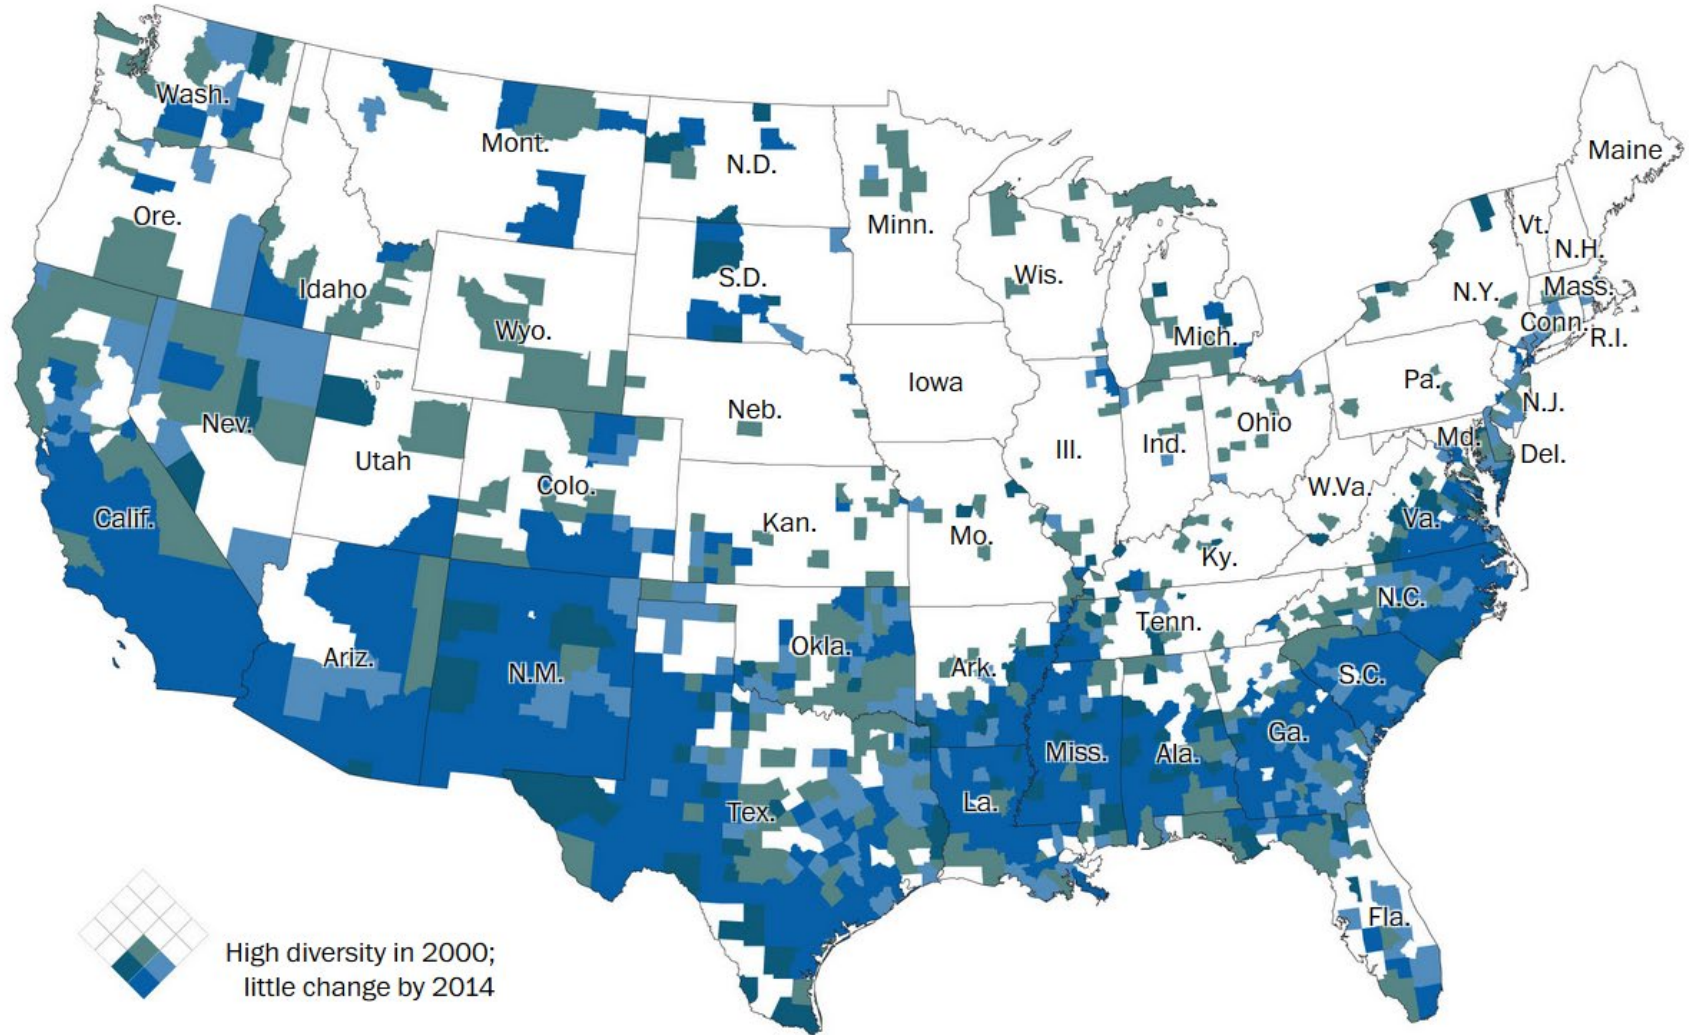 Wash.
Mont.
N.D.
Minn.
Maine
Ore.
Vt.
N.H.
Idaho
S.D.
Wis.
N.Y.
Mass.
Wyo.
Mich.
Conn.
R.I.
Iowa
Pa.
N.J.
Neb.
Nev.
Utah
Ill.
Ind.
Ohio
Md.
Del.
Colo.
W.Va.
Calif.
Kan.
Mo.
Va.
Ky.
N.C.
Tenn.
Okla.
Ariz.
N.M.
Ark.
S.C.
Miss.
Ala.
Ga.
Tex.
La.
Fla.
High diversity in 2000;
little change by 2014